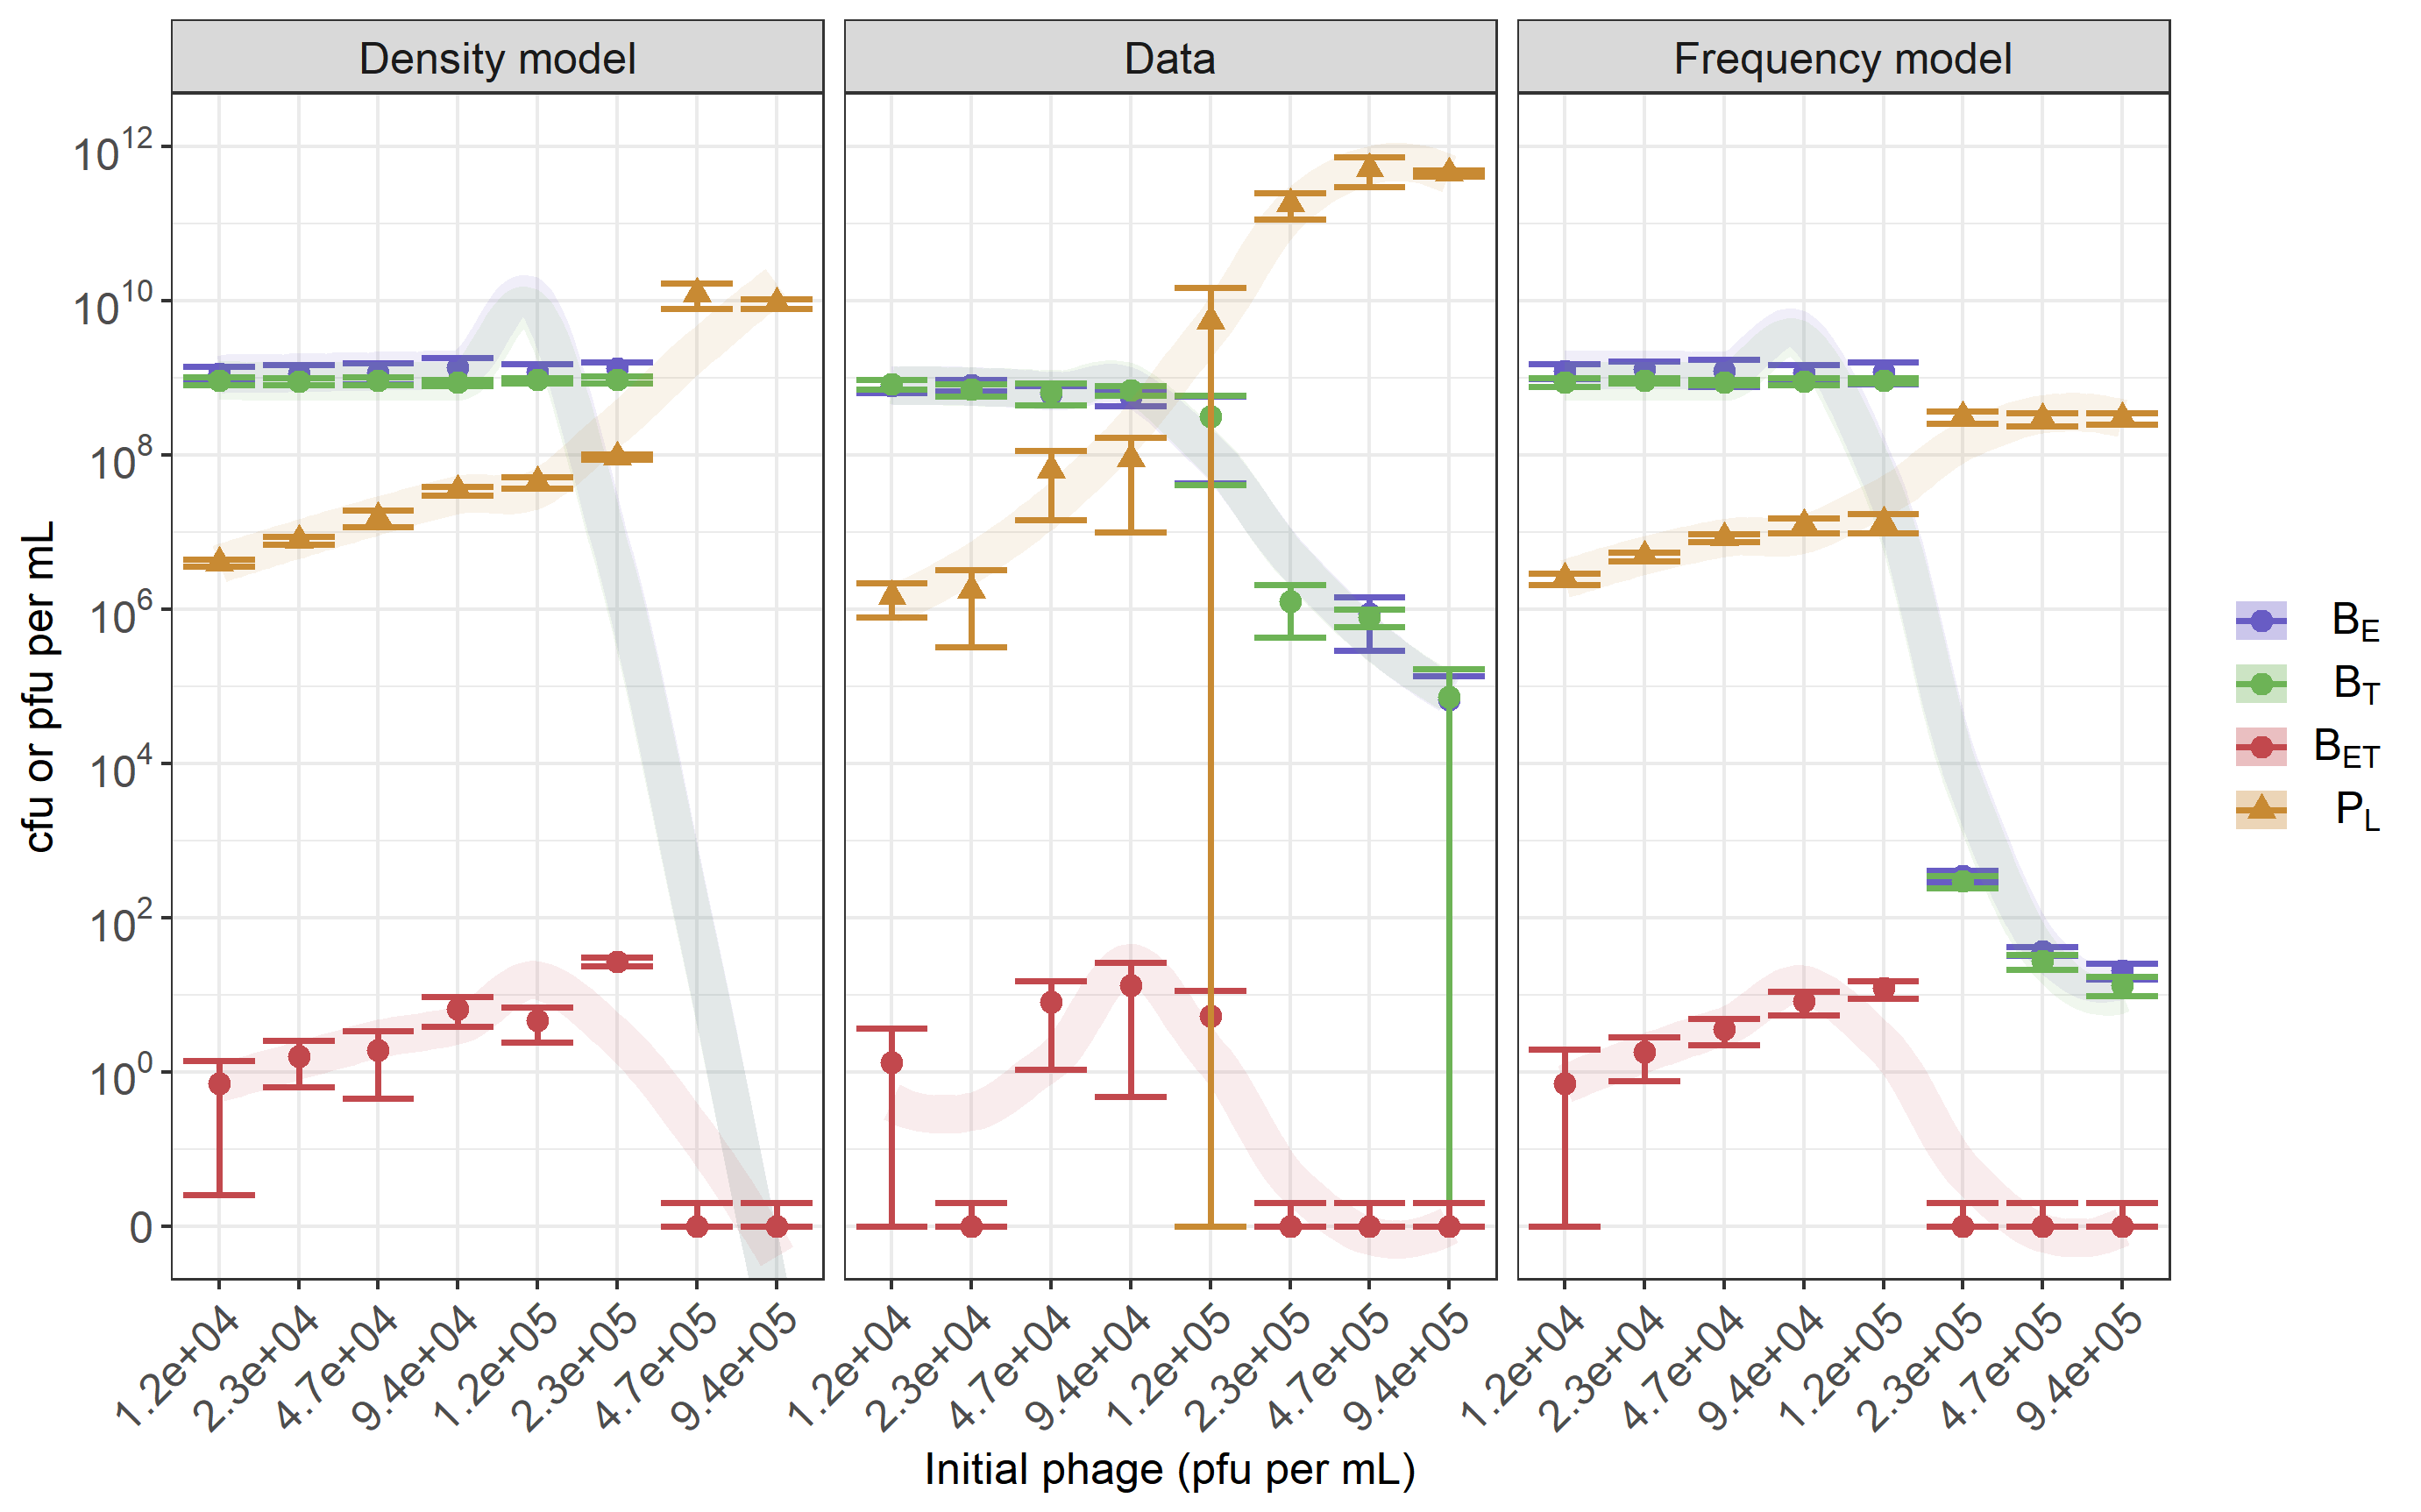 Density model
Data
Frequency model
cfu or pfu per mL
10^12
10^10
10^8
10^6
10^4
10^2
10^0
0
1.2e+04 2.3e+04 4.7e+04 9.4e+04 1.2e+05 2.3e+05 4.7e+05 9.4e+05
1.2e+04 2.3e+04 4.7e+04 9.4e+04 1.2e+05 2.3e+05 4.7e+05 9.4e+05
1.2e+04 2.3e+04 4.7e+04 9.4e+04 1.2e+05 2.3e+05 4.7e+05 9.4e+05
Initial phage (pfu per mL)
B_E
B_T
B_ET
P_L